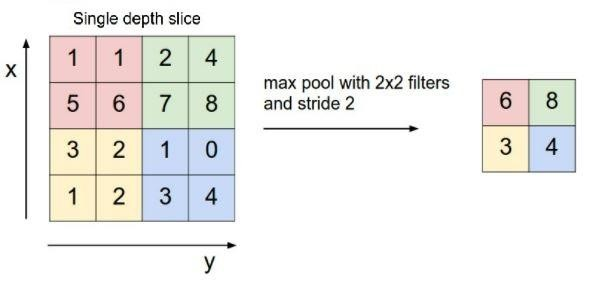 Single depth slice
x
1 1 2 4
5 6 7 8
3 2 1 0
1 2 3 4
y
max pool with 2x2 filters
and stride 2
6 8
3 4